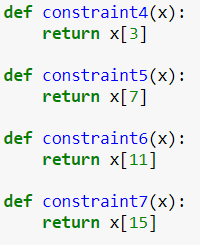 def constraint4(x):
    return x[3]
def constraint5(x):
    return x[7]
def constraint6(x):
    return x[11]
def constraint7(x):
    return x[15]